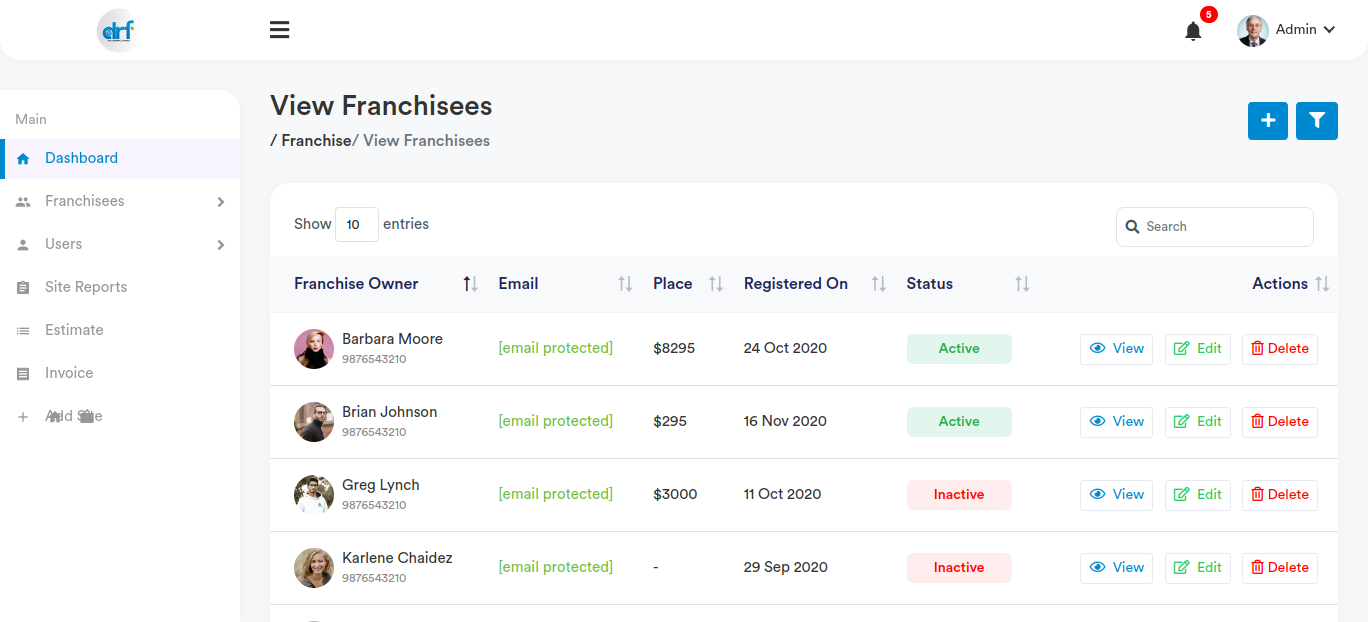 drf
5
Admin
Main
Dashboard
Franchisees
Users
Site Reports
Estimate
Invoice
Add Site
View Franchisees
/ Franchise/ View Franchisees
Show 10 entries
Search
Franchise Owner Email Place Registered On Status Actions
Barbara Moore
9876543210
[email protected] $8295 24 Oct 2020 Active View Edit Delete
Brian Johnson
9876543210
[email protected] $295 16 Nov 2020 Active View Edit Delete
Greg Lynch
9876543210
[email protected] $3000 11 Oct 2020 Inactive View Edit Delete
Karlene Chaidez
9876543210
[email protected] - 29 Sep 2020 Inactive View Edit Delete